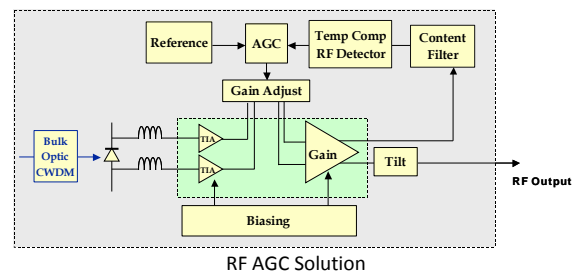 Reference
AGC
Temp Comp
RF Detector
Content
Filter
Gain Adjust
Bulk
Optic
CWDM
TIA
TIA
Gain
Tilt
RF Output
Biasing
RF AGC Solution